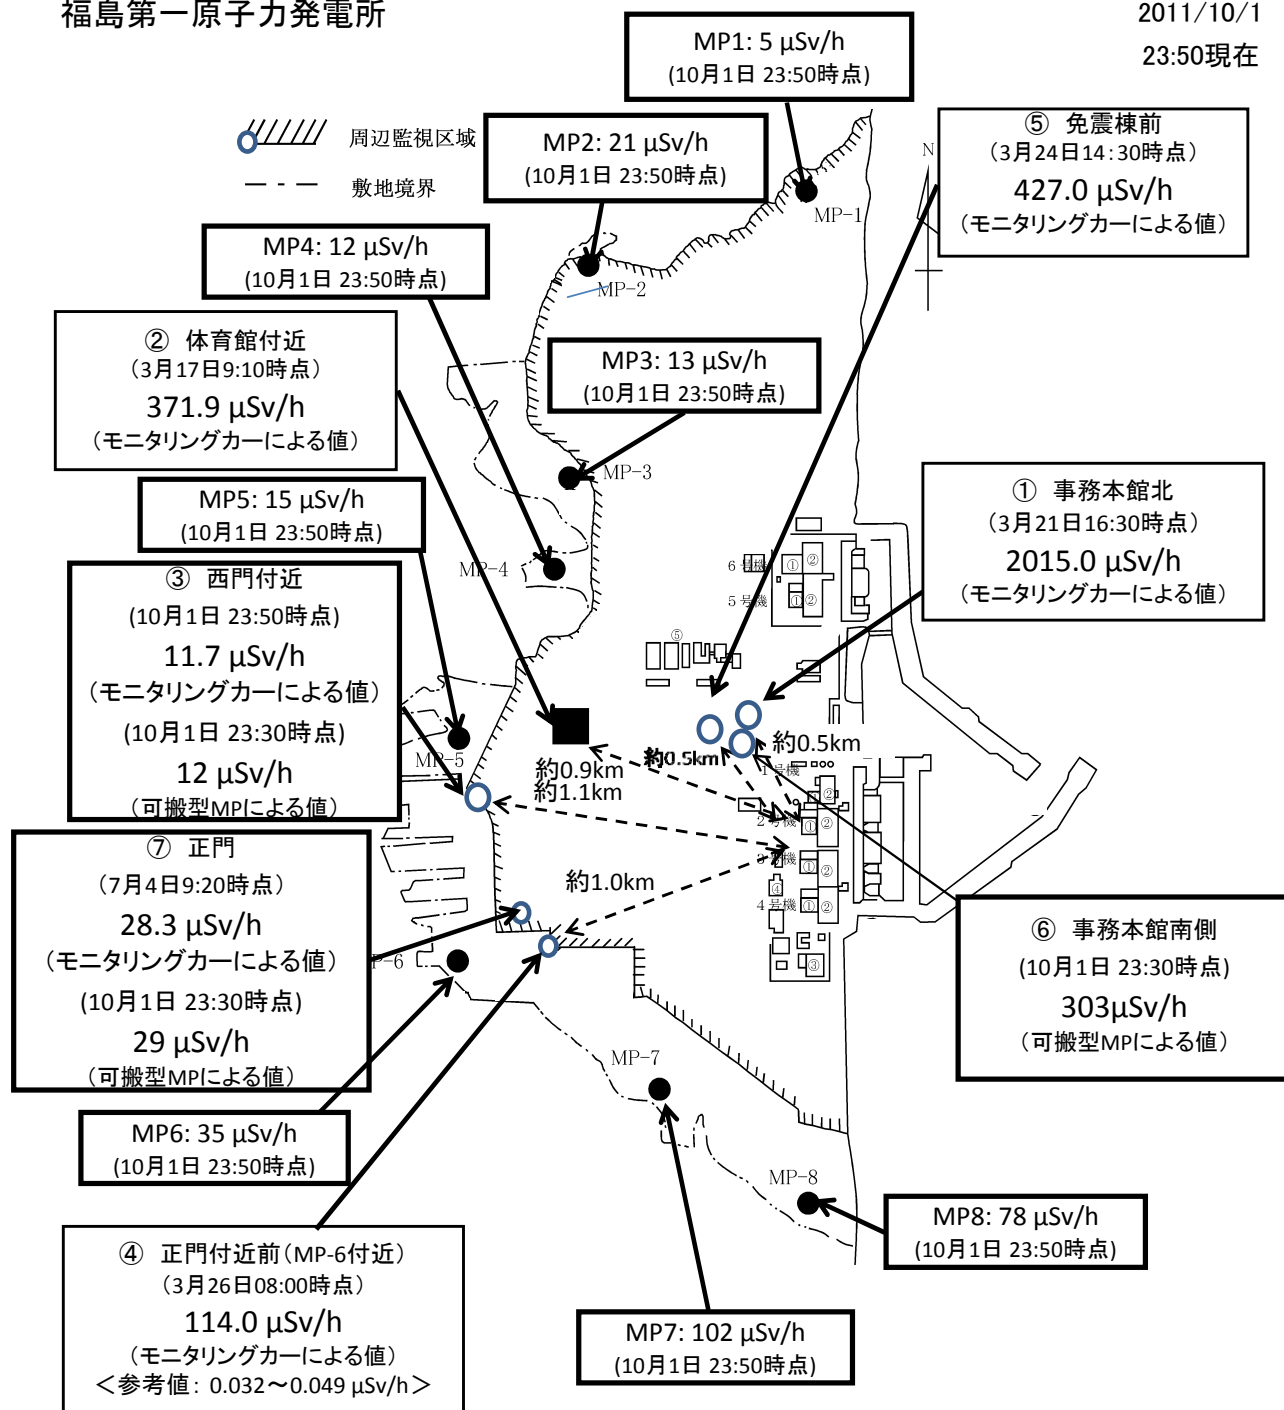 福島第一原子力発電所
2011/10/1
23:50現在
周辺監視区域
敷地境界
MP1: 5 μSv/h
(10月1日 23:50時点)
MP2: 21 μSv/h
(10月1日 23:50時点)
⑤ 免震棟前
(3月24日14:30時点)
427.0 μSv/h
(モニタリングカーによる値)
N
MP-1
MP4: 12 μSv/h
(10月1日 23:50時点)
MP-2
② 体育館付近
(3月17日9:10時点)
371.9 μSv/h
(モニタリングカーによる値)
MP3: 13 μSv/h
(10月1日 23:50時点)
MP-3
MP5: 15 μSv/h
(10月1日 23:50時点)
① 事務本館北
(3月21日16:30時点)
2015.0 μSv/h
(モニタリングカーによる値)
MP-4
③ 西門付近
(10月1日 23:50時点)
11.7 μSv/h
(モニタリングカーによる値)
(10月1日 23:30時点)
12 μSv/h
(可搬型MPによる値)
6号機
① ②
5号機
① ②
⑤
MP-5
約0.9km
約1.1km
約0.5km
約0.5km
1号機
②
2号機
① ②
3号機
① ②
④
4号機
① ②
③
約1.0km
⑦ 正門
(7月4日9:20時点)
28.3 μSv/h
(モニタリングカーによる値)
(10月1日 23:30時点)
29 μSv/h
(可搬型MPによる値)
P-6
⑥ 事務本館南側
(10月1日 23:30時点)
303μSv/h
(可搬型MPによる値)
MP-7
MP6: 35 μSv/h
(10月1日 23:50時点)
MP-8
MP8: 78 μSv/h
(10月1日 23:50時点)
④ 正門付近前(MP-6付近)
(3月26日08:00時点)
114.0 μSv/h
(モニタリングカーによる値)
<参考値: 0.032~0.049 μSv/h>
MP7: 102 μSv/h
(10月1日 23:50時点)